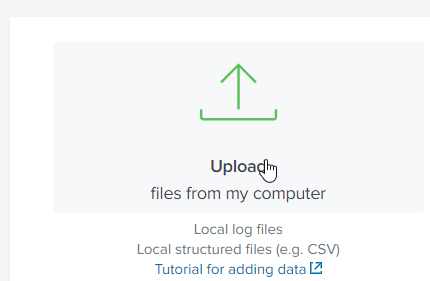 Upload
files from my computer
Local log files
Local structured files (e.g. CSV)
Tutorial for adding data